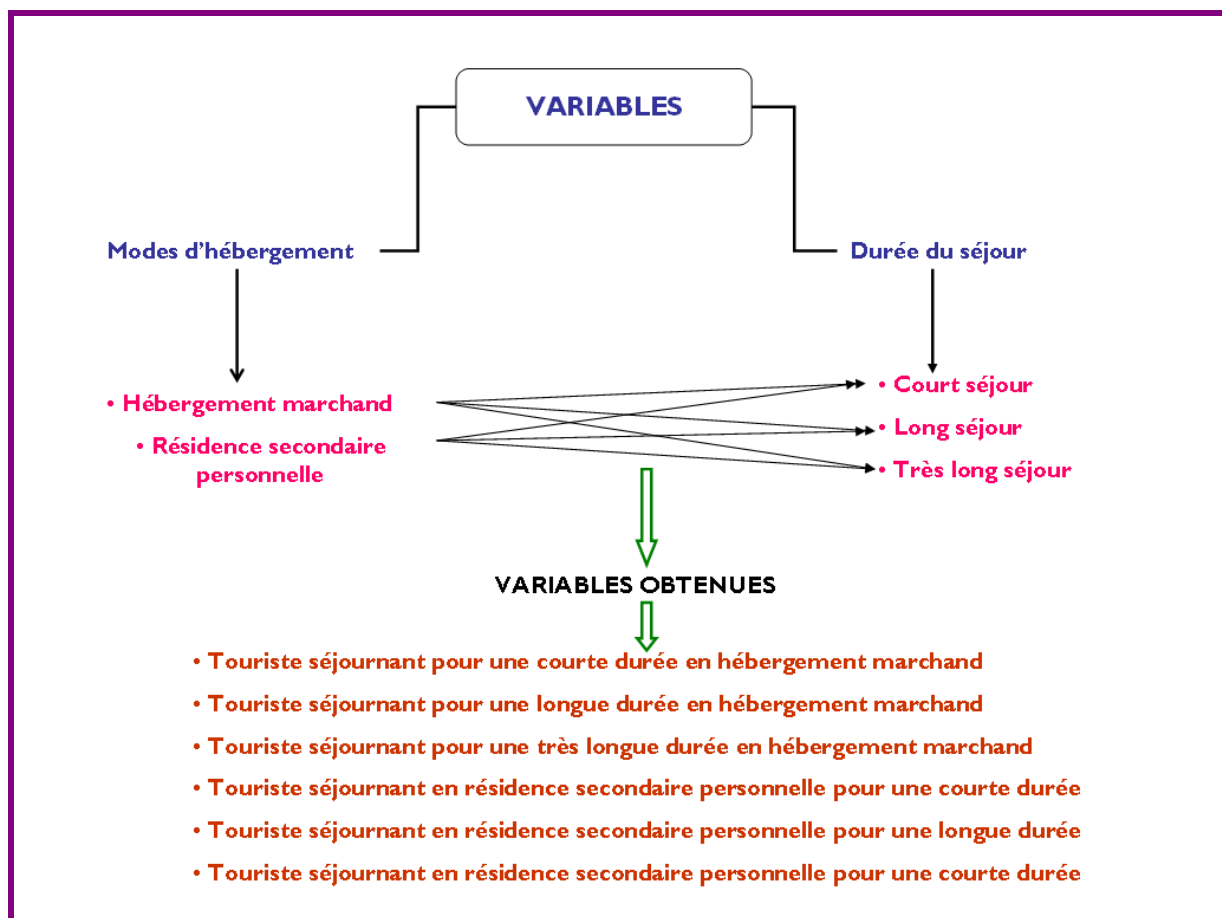 VARIABLES
Modes d'hébergement
Durée du séjour
• Hébergement marchand
• Résidence secondaire
personnelle
• Court séjour
• Long séjour
• Très long séjour
VARIABLES OBTENUES
• Touriste séjournant pour une courte durée en hébergement marchand
• Touriste séjournant pour une longue durée en hébergement marchand
• Touriste séjournant pour une très longue durée en hébergement marchand
• Touriste séjournant en résidence secondaire personnelle pour une courte durée
• Touriste séjournant en résidence secondaire personnelle pour une longue durée
• Touriste séjournant en résidence secondaire personnelle pour une courte durée